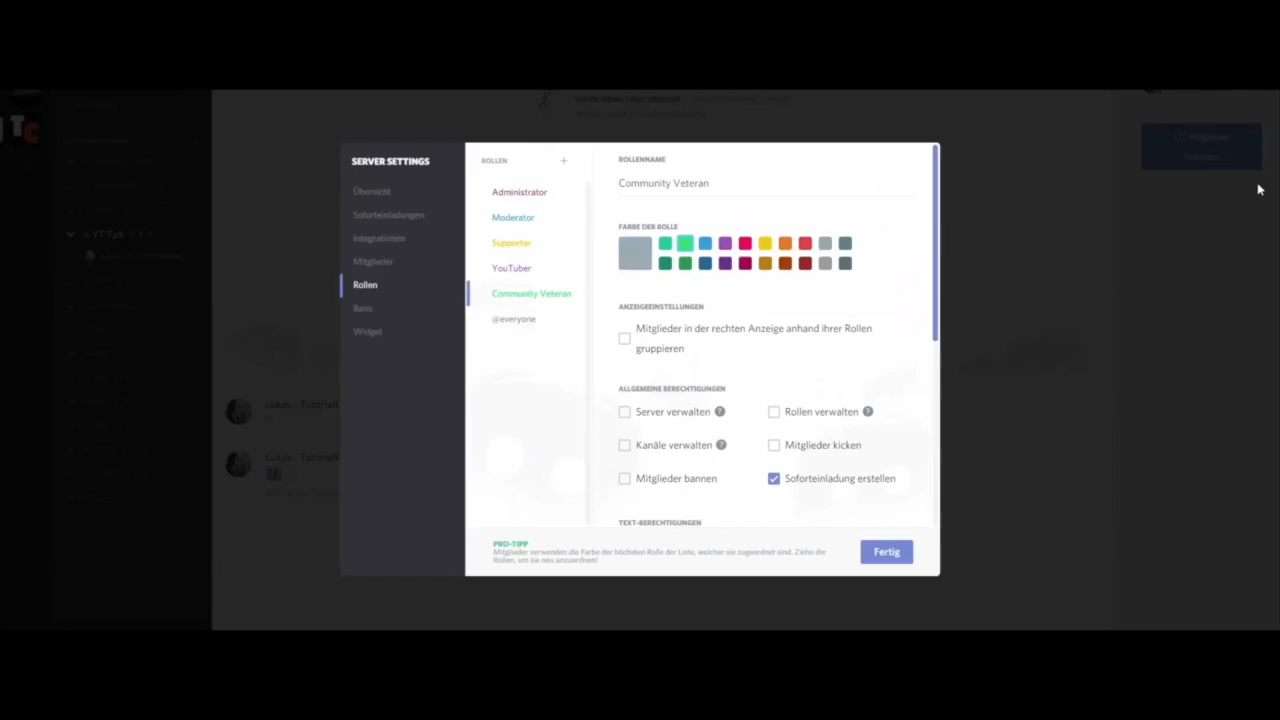 SERVER SETTINGS
Übersicht
Soforteinladungen
Integrationen
Mitglieder
Rollen
Bans
Widget
ROLLEN +
Administrator
Moderator
Supporter
YouTuber
Community Veteran
@everyone
ROLLENNAME
Community Veteran
FARBE DER ROLLE
ANZEIGEEINSTELLUNGEN
Mitglieder in der rechten Anzeige anhand ihrer Rollen
gruppieren
ALLGEMEINE BERECHTIGUNGEN
Server verwalten ?
Rollen verwalten ?
Kanäle verwalten ?
Mitglieder kicken
Mitglieder bannen
Soforteinladung erstellen
TEXT-BERECHTIGUNGEN
PRO-TIPP
Mitglieder verwenden die Farbe der höchsten Rolle der Liste, welcher sie zugeordnet sind. Ziehe die
Rollen, um sie neu anzuordnen!
Fertig
TC